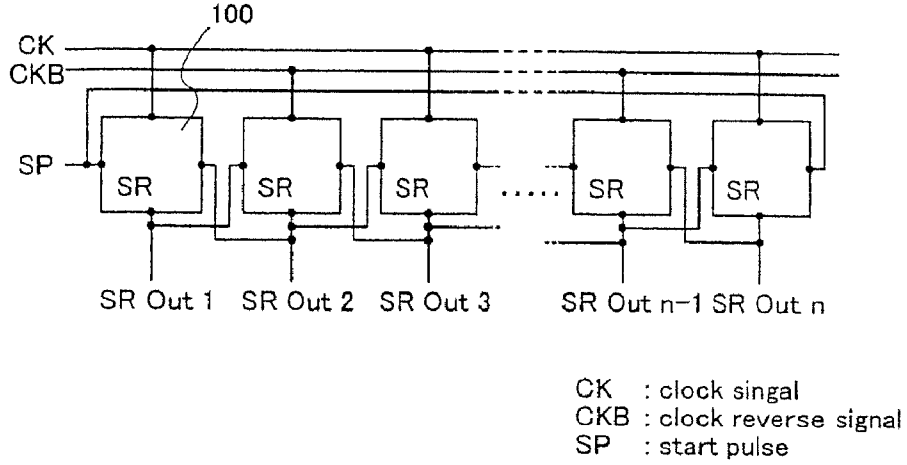 100
CK
CKB
SP
SR SR SR ..... SR SR
SR Out 1 SR Out 2 SR Out 3 SR Out n-1 SR Out n
CK : clock singal
CKB : clock reverse signal
SP : start pulse